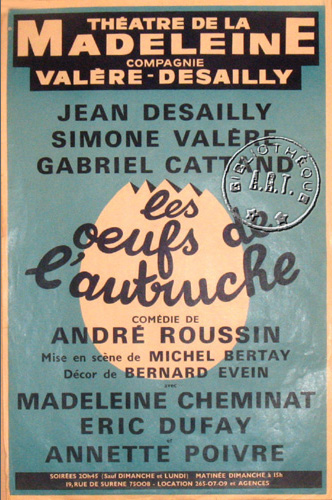 THÉATRE DE LA
MADELEINE
COMPAGNIE
VALÈRE-DESAILLY
JEAN DESAILLY
SIMONE VALÈRE
GABRIEL CATTAND
BIBLIOTHÈQUE
A.R.T.
les
oeufs de
l'autruche
COMÉDIE DE
ANDRÉ ROUSSIN
Mise en scène de MICHEL BERTAY
Décor de BERNARD EVEIN
avec
MADELEINE CHEMINAT
ERIC DUFAY
et
ANNETTE POIVRE
SOIRÉES 20h45 (Sauf DIMANCHE et LUNDI) MATINÉE DIMANCHE à 15h
19, RUE DE SURENE 75008 - LOCATION 265-07-09 et AGENCES